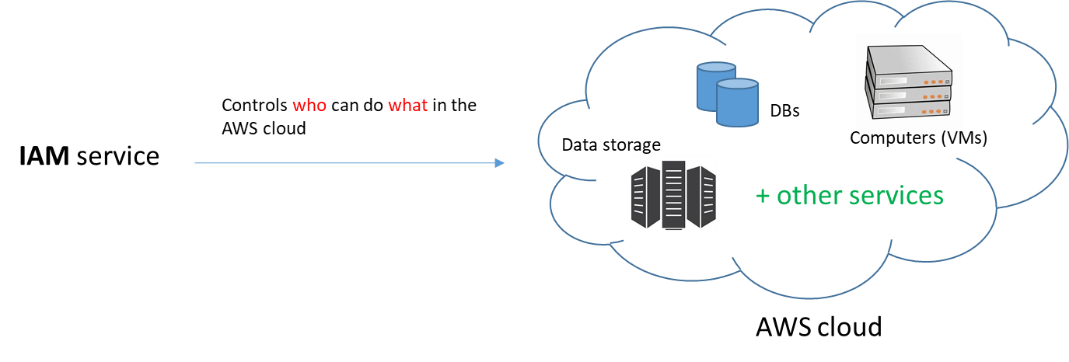 Controls who can do what in the
AWS cloud
IAM service
DBs
Computers (VMs)
Data storage
+ other services
AWS cloud